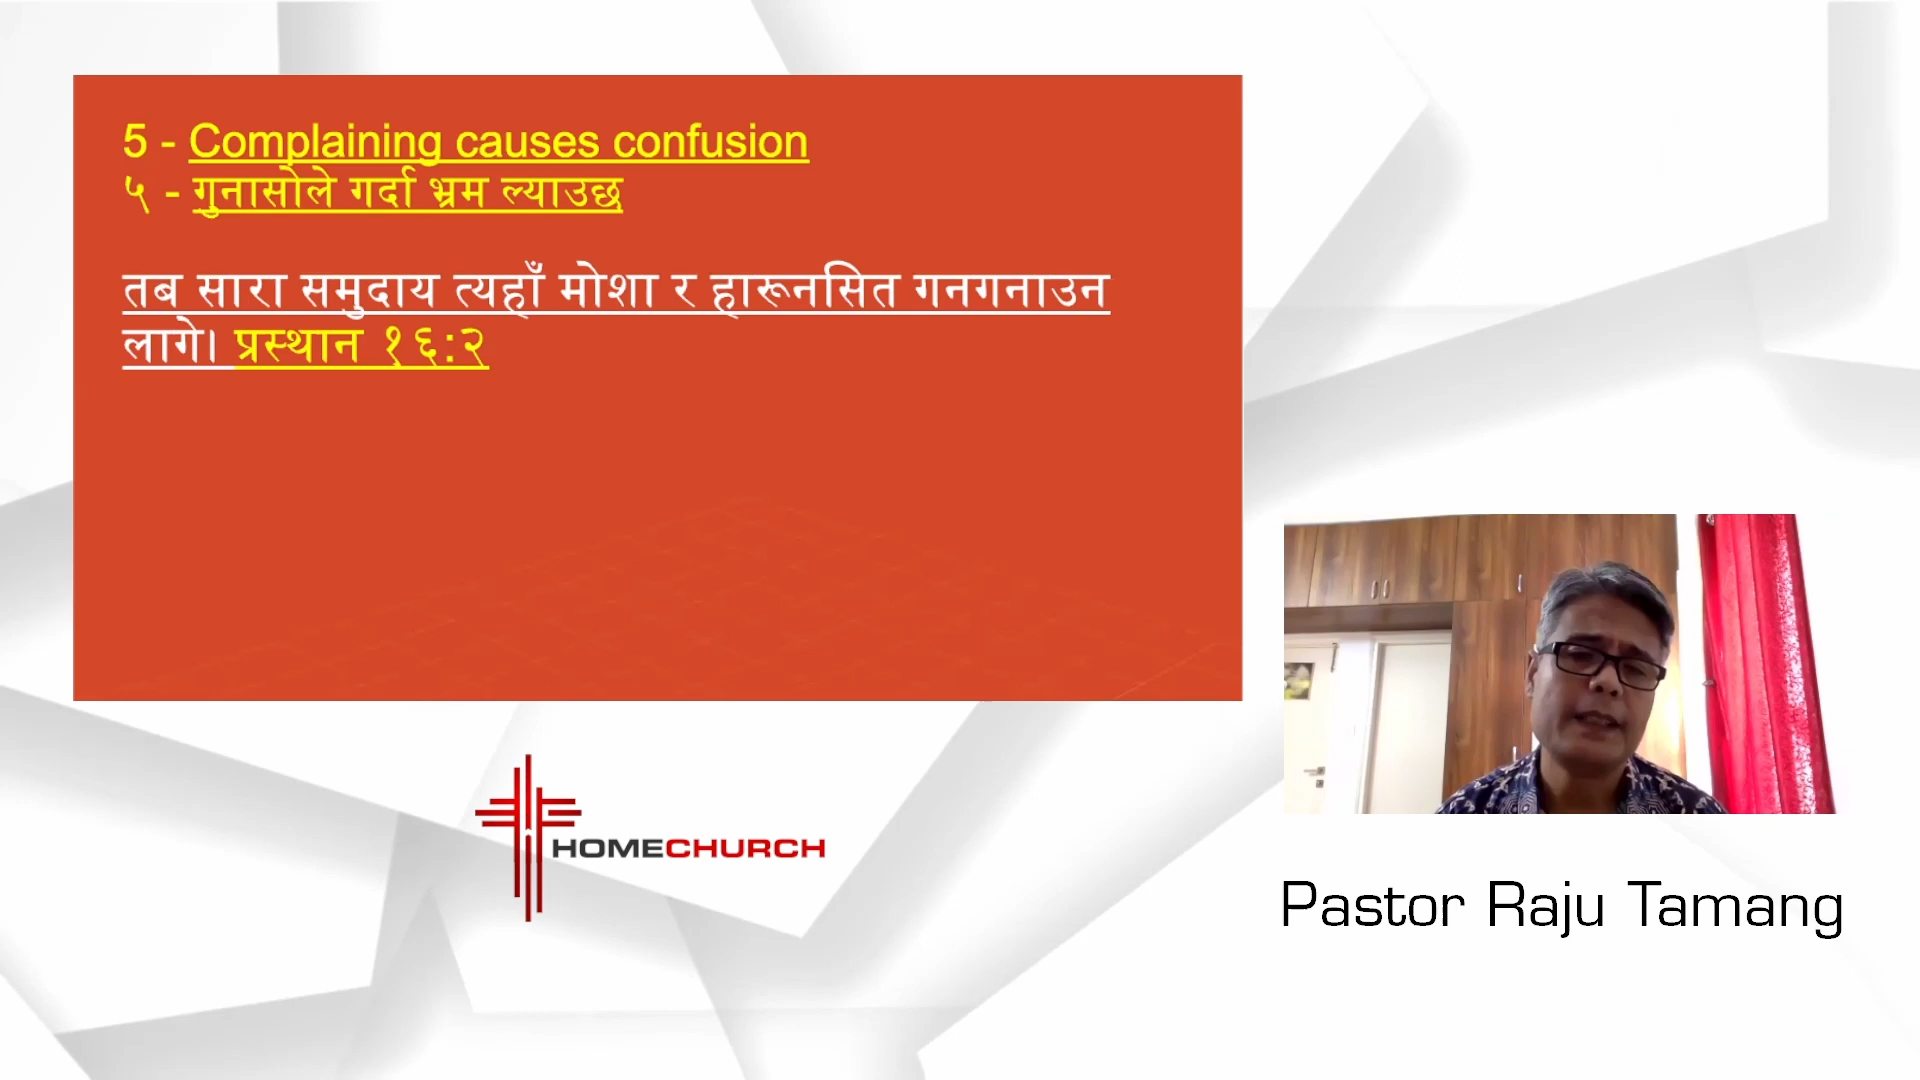 5 - Complaining causes confusion
५ - गुनासोले गर्दा भ्रम ल्याउछ
तब सारा समुदाय त्यहाँ मोशा र हारूनसित गनगनाउन
लागे। प्रस्थान १६:२
HOMECHURCH
Pastor Raju Tamang